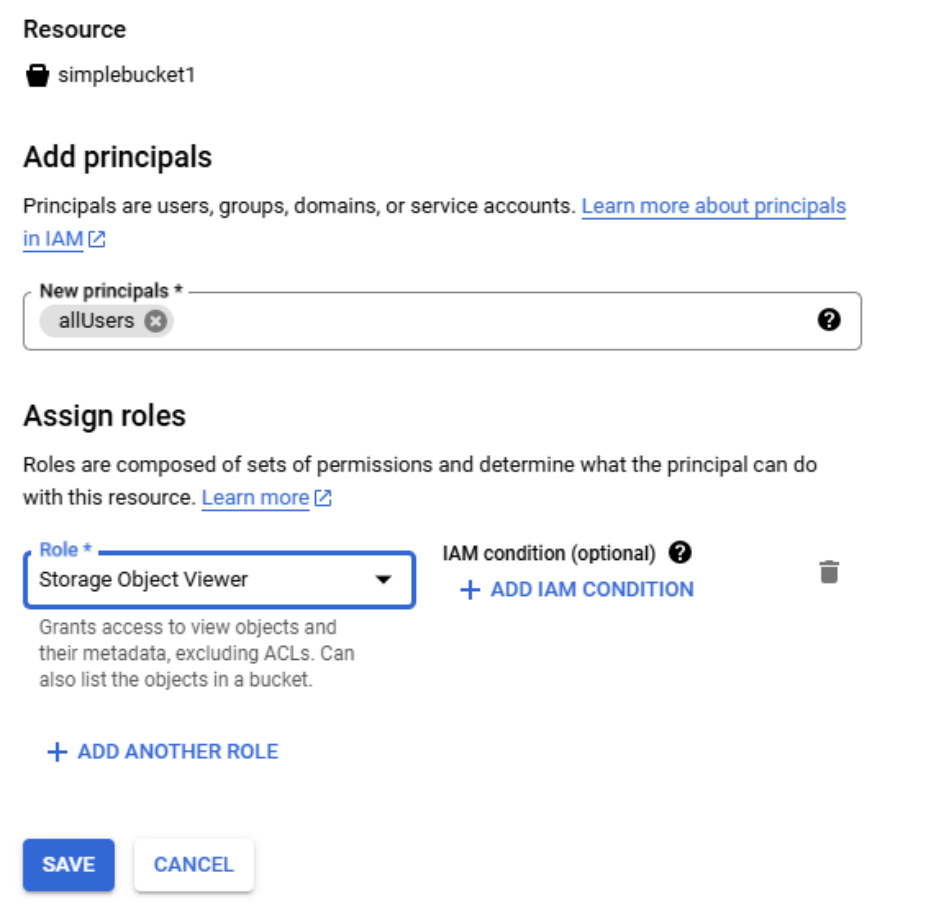 Resource
simplebucket1
Add principals
Principals are users, groups, domains, or service accounts. Learn more about principals
in IAM
New principals *
allUsers
Assign roles
Roles are composed of sets of permissions and determine what the principal can do
with this resource. Learn more
Role *
Storage Object Viewer
IAM condition (optional)
+ ADD IAM CONDITION
Grants access to view objects and
their metadata, excluding ACLs. Can
also list the objects in a bucket.
+ ADD ANOTHER ROLE
SAVE CANCEL